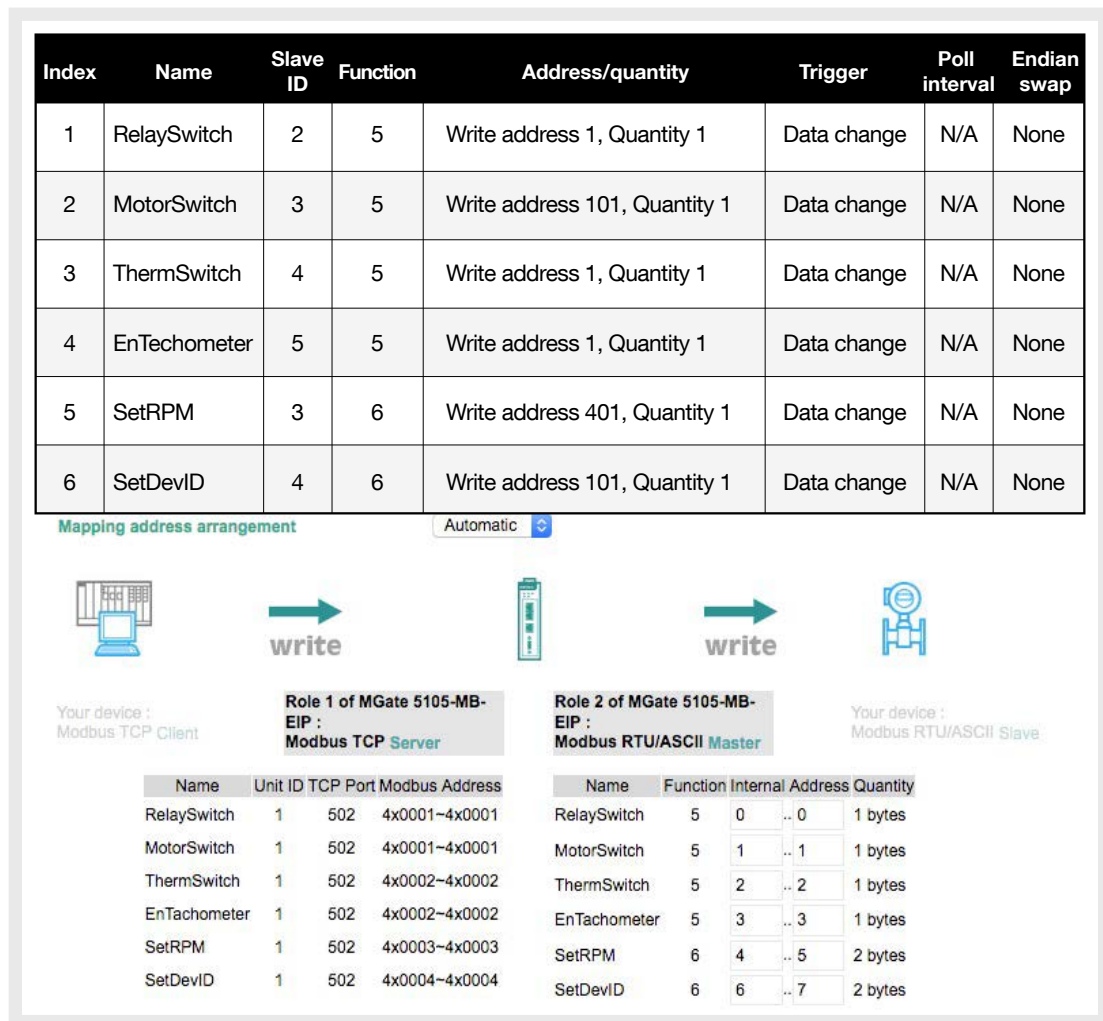 Index Name Slave ID Function Address/quantity Trigger Poll interval Endian swap
1 RelaySwitch 2 5 Write address 1, Quantity 1 Data change N/A None
2 MotorSwitch 3 5 Write address 101, Quantity 1 Data change N/A None
3 ThermSwitch 4 5 Write address 1, Quantity 1 Data change N/A None
4 EnTechometer 5 5 Write address 1, Quantity 1 Data change N/A None
5 SetRPM 3 6 Write address 401, Quantity 1 Data change N/A None
6 SetDevID 4 6 Write address 101, Quantity 1 Data change N/A None
Mapping address arrangement Automatic
write write
Your device :
Modbus TCP Client
Role 1 of MGate 5105-MB-
EIP :
Modbus TCP Server
Role 2 of MGate 5105-MB-
EIP :
Modbus RTU/ASCII Master
Your device :
Modbus RTU/ASCII Slave
Name Unit ID TCP Port Modbus Address
RelaySwitch 1 502 4x0001~4x0001
MotorSwitch 1 502 4x0001~4x0001
ThermSwitch 1 502 4x0002~4x0002
EnTachometer 1 502 4x0002~4x0002
SetRPM 1 502 4x0003~4x0003
SetDevID 1 502 4x0004~4x0004
Name Function Internal Address Quantity
RelaySwitch 5 0 .. 0 1 bytes
MotorSwitch 5 1 .. 1 1 bytes
ThermSwitch 5 2 .. 2 1 bytes
EnTachometer 5 3 .. 3 1 bytes
SetRPM 6 4 .. 5 2 bytes
SetDevID 6 6 .. 7 2 bytes